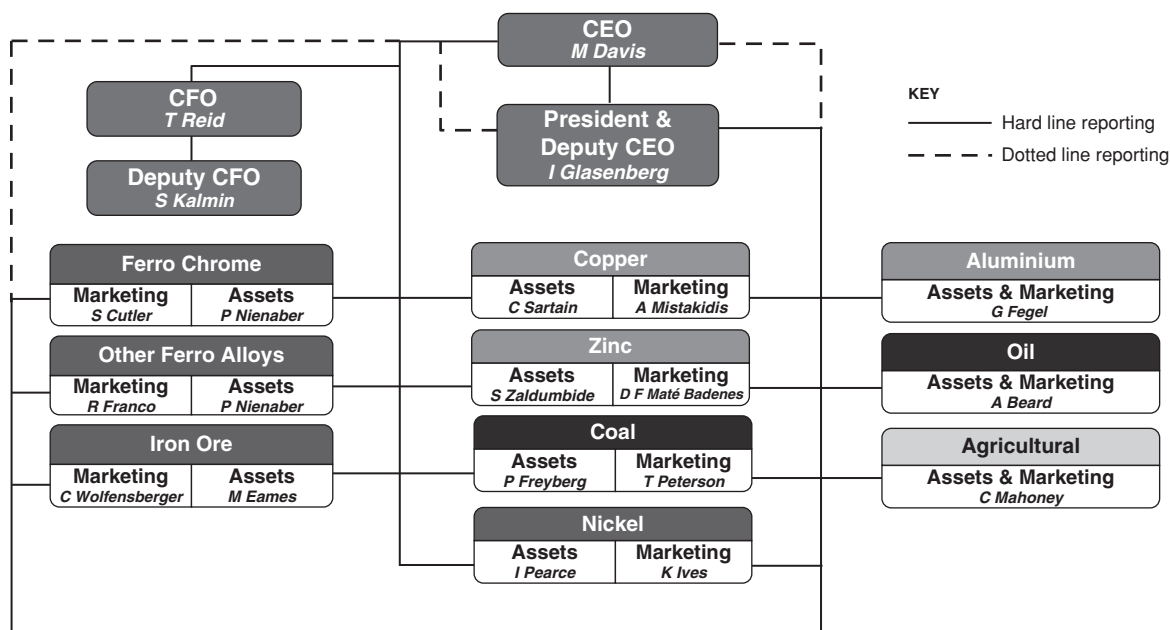 CEO
M Davis
CFO
T Reid
Deputy CFO
S Kalmin
President &
Deputy CEO
I Glasenberg
KEY
Hard line reporting
Dotted line reporting
Ferro Chrome
Marketing
S Cutler
Assets
P Nienaber
Other Ferro Alloys
Marketing
R Franco
Assets
P Nienaber
Iron Ore
Marketing
C Wolfensberger
Assets
M Eames
Copper
Assets
C Sartain
Marketing
A Mistakidis
Zinc
Assets
S Zaldumbide
Marketing
D F Maté Badenes
Coal
Assets
P Freyberg
Marketing
T Peterson
Nickel
Assets
I Pearce
Marketing
K Ives
Aluminium
Assets & Marketing
G Fegel
Oil
Assets & Marketing
A Beard
Agricultural
Assets & Marketing
C Mahoney